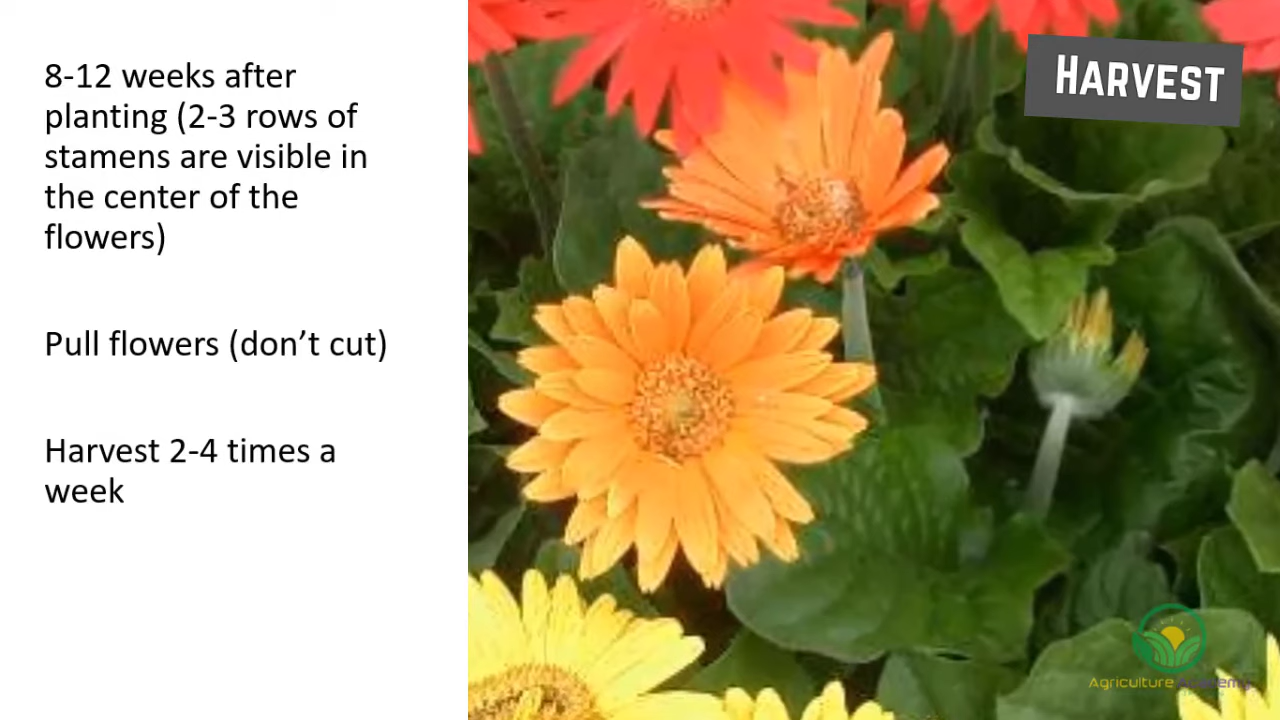 8-12 weeks after
planting (2-3 rows of
stamens are visible in
the center of the
flowers)
Pull flowers (don’t cut)
Harvest 2-4 times a
week
HARVEST
Agriculture Academy